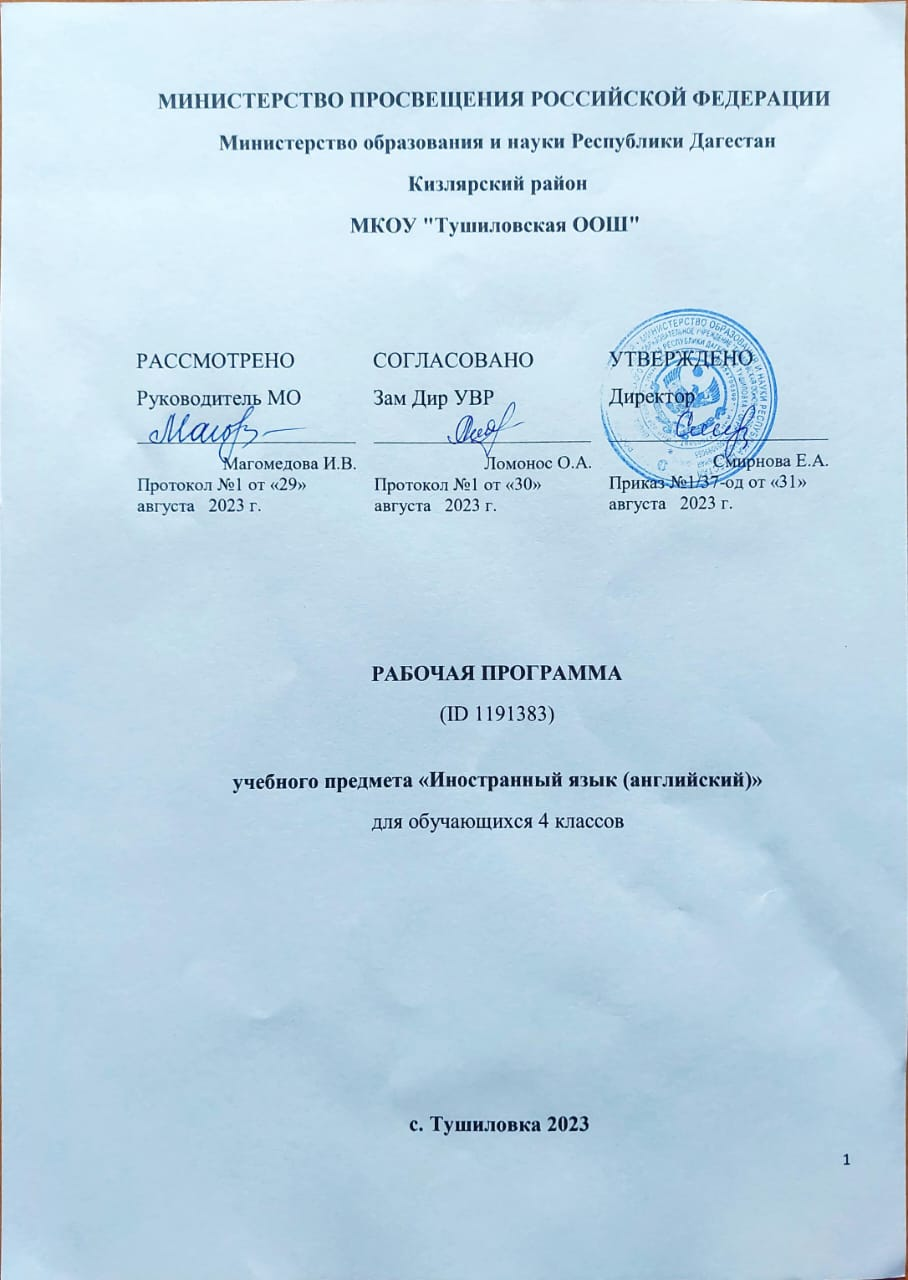 МИНИСТЕРСТВО ПРОСВЕЩЕНИЯ РОССИЙСКОЙ ФЕДЕРАЦИИ
Министерство образования и науки Республики Дагестан
Кизлярский район
МКОУ "Тушиловская ООШ"
РАССМОТРЕНО
Руководитель МО
Магомедова И.В.
Протокол №1 от «29»
августа 2023 г.
СОГЛАСОВАНО
Зам Дир УВР
Ломонос О.А.
Протокол №1 от «30»
августа 2023 г.
УТВЕРЖДЕНО
Директор
Смирнова Е.А.
Приказ №1/37-од от «31»
августа 2023 г.
РАБОЧАЯ ПРОГРАММА
(ID 1191383)
учебного предмета «Иностранный язык (английский)»
для обучающихся 4 классов
с. Тушиловка 2023
1